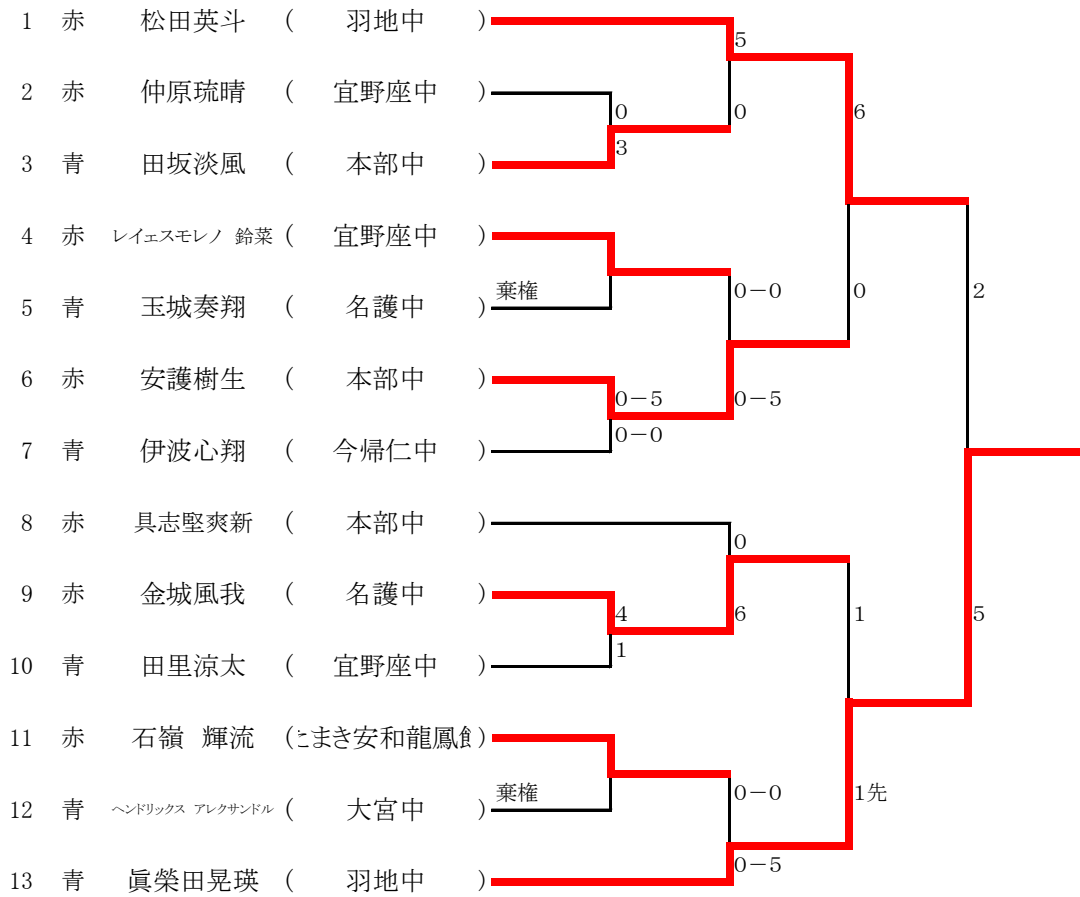 1 赤 松田英斗 ( 羽地中 )
5
2 赤 仲原琉晴 ( 宜野座中 )
0 0 6
3
3 青 田坂淡風 ( 本部中 )
4 赤 レイェスモレノ 鈴菜 ( 宜野座中 )
棄権 0−0 0 2
5 青 玉城奏翔 ( 名護中 )
6 赤 安護樹生 ( 本部中 )
0−5 0−5
0−0
7 青 伊波心翔 ( 今帰仁中 )
8 赤 具志堅爽新 ( 本部中 )
0
9 赤 金城風我 ( 名護中 )
4 6 1 5
1
10 青 田里涼太 ( 宜野座中 )
11 赤 石嶺 輝流 ( まき安和龍鳳 )
棄権 0−0 1先
12 青 ヘンドリックス アレクサンドル ( 大宮中 )
0−5
13 青 眞榮田晃瑛 ( 羽地中 )